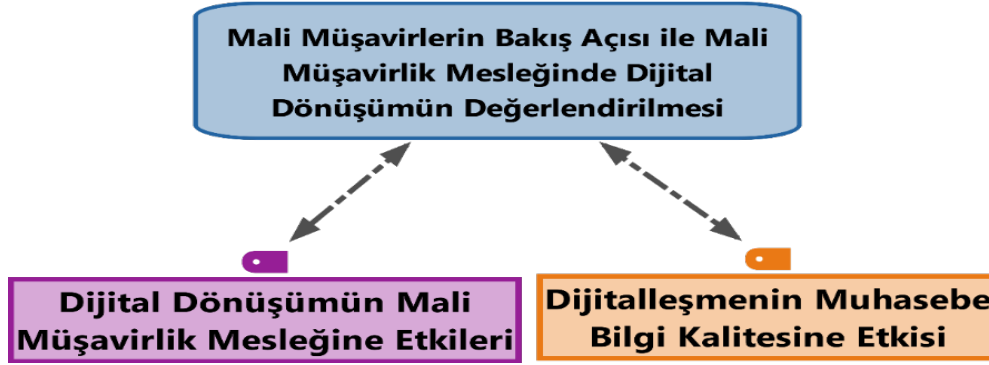 Mali Müşavirlerin Bakış Açısı ile Mali
Müşavirlik Mesleğinde Dijital
Dönüşümün Değerlendirilmesi
Dijital Dönüşümün Mali
Müşavirlik Mesleğine Etkileri
Dijitalleşmenin Muhasebe
Bilgi Kalitesine Etkisi